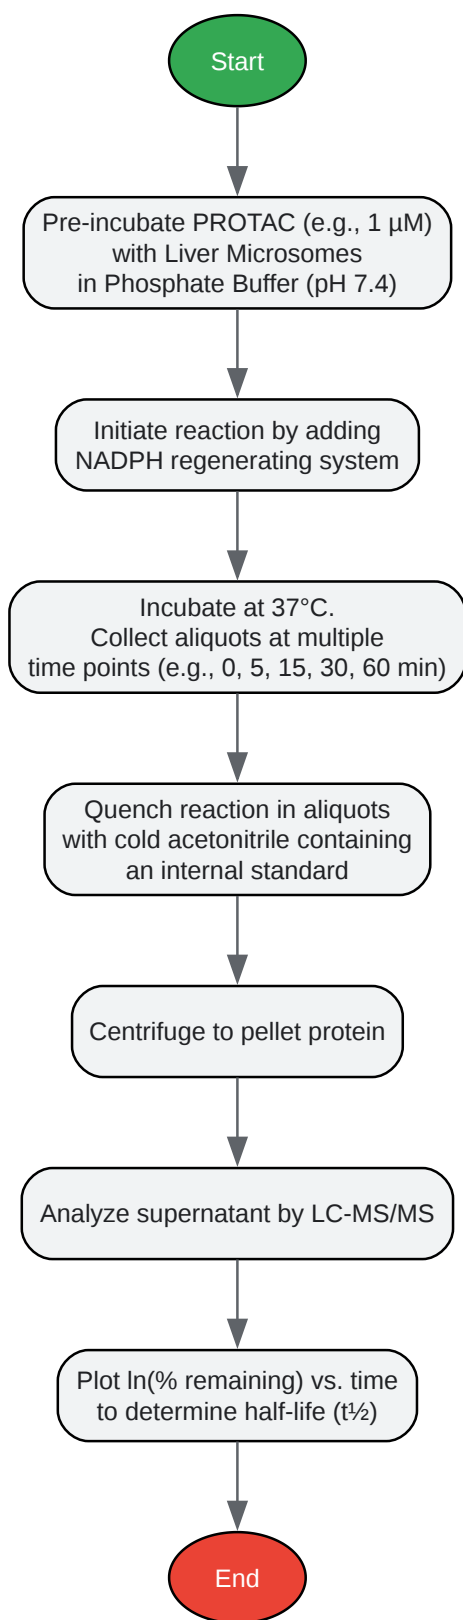 Start
Pre-incubate PROTAC (e.g., 1 µM)
with Liver Microsomes
in Phosphate Buffer (pH 7.4)
Initiate reaction by adding
NADPH regenerating system
Incubate at 37°C.
Collect aliquots at multiple
time points (e.g., 0, 5, 15, 30, 60 min)
Quench reaction in aliquots
with cold acetonitrile containing
an internal standard
Centrifuge to pellet protein
Analyze supernatant by LC-MS/MS
Plot ln(% remaining) vs. time
to determine half-life (t½)
End